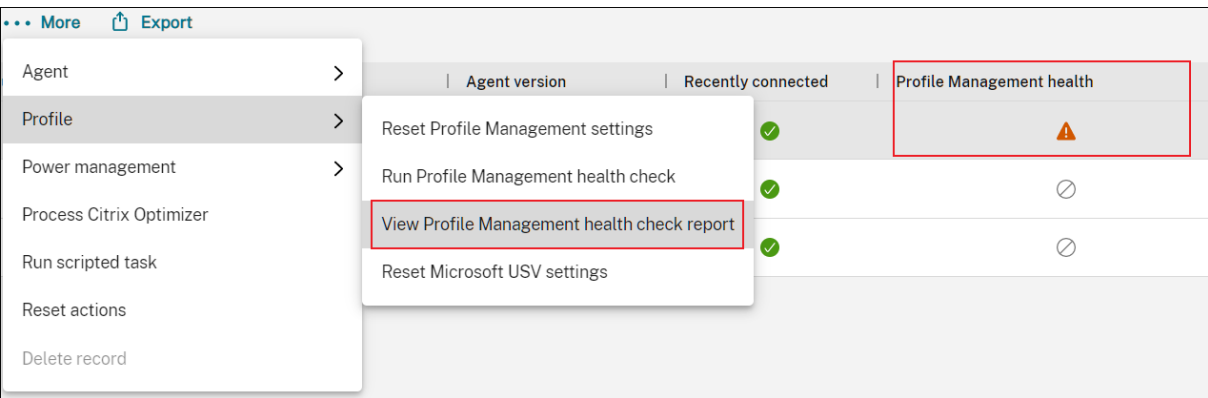 ••• More Export
Agent
Profile
Power management
Process Citrix Optimizer
Run scripted task
Reset actions
Delete record
Agent version
Recently connected
Profile Management health
Reset Profile Management settings
Run Profile Management health check
View Profile Management health check report
Reset Microsoft USV settings